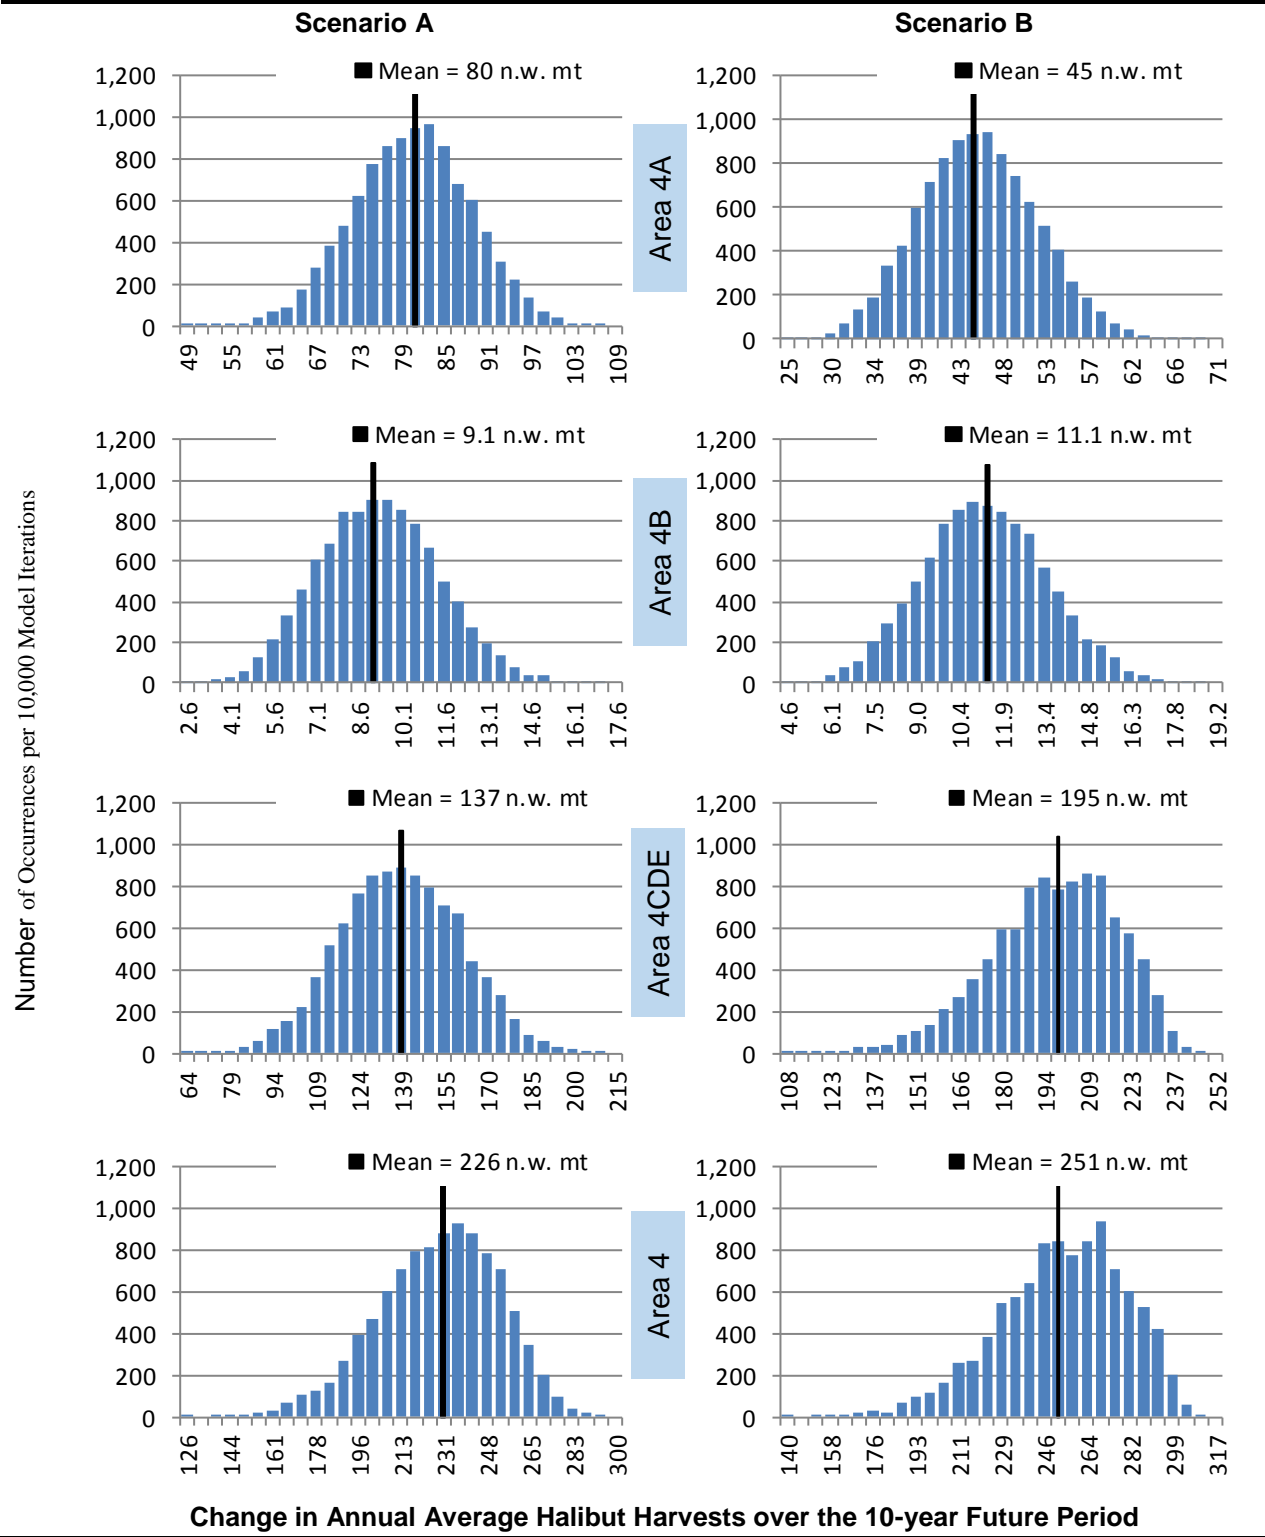 Scenario A
Scenario B
Number of Occurrences per 10,000 Model Iterations
Mean = 80 n.w. mt
1,200
1,000
800
600
400
200
0
49 55 61 67 73 79 85 91 97 103 109
Area 4A
Mean = 45 n.w. mt
1,200
1,000
800
600
400
200
0
25 30 34 39 43 48 53 57 62 66 71
Mean = 9.1 n.w. mt
1,200
1,000
800
600
400
200
0
2.6 4.1 5.6 7.1 8.6 10.1 11.6 13.1 14.6 16.1 17.6
Area 4B
Mean = 11.1 n.w. mt
1,200
1,000
800
600
400
200
0
4.6 6.1 7.5 9.0 10.4 11.9 13.4 14.8 16.3 17.8 19.2
Mean = 137 n.w. mt
1,200
1,000
800
600
400
200
0
64 79 94 109 124 139 155 170 185 200 215
Area 4CDE
Mean = 195 n.w. mt
1,200
1,000
800
600
400
200
0
108 123 137 151 166 180 194 209 223 237 252
Mean = 226 n.w. mt
1,200
1,000
800
600
400
200
0
126 144 161 178 196 213 231 248 265 283 300
Area 4
Mean = 251 n.w. mt
1,200
1,000
800
600
400
200
0
140 158 176 193 211 229 246 264 282 299 317
Change in Annual Average Halibut Harvests over the 10-year Future Period